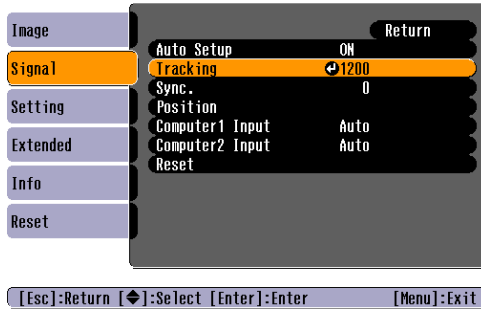 Image
Signal
Setting
Extended
Info
Reset
Return
Auto Setup ON
Tracking 1200
Sync. 0
Position
Computer1 Input Auto
Computer2 Input Auto
Reset
[Esc]:Return [◆]:Select [Enter]:Enter [Menu]:Exit